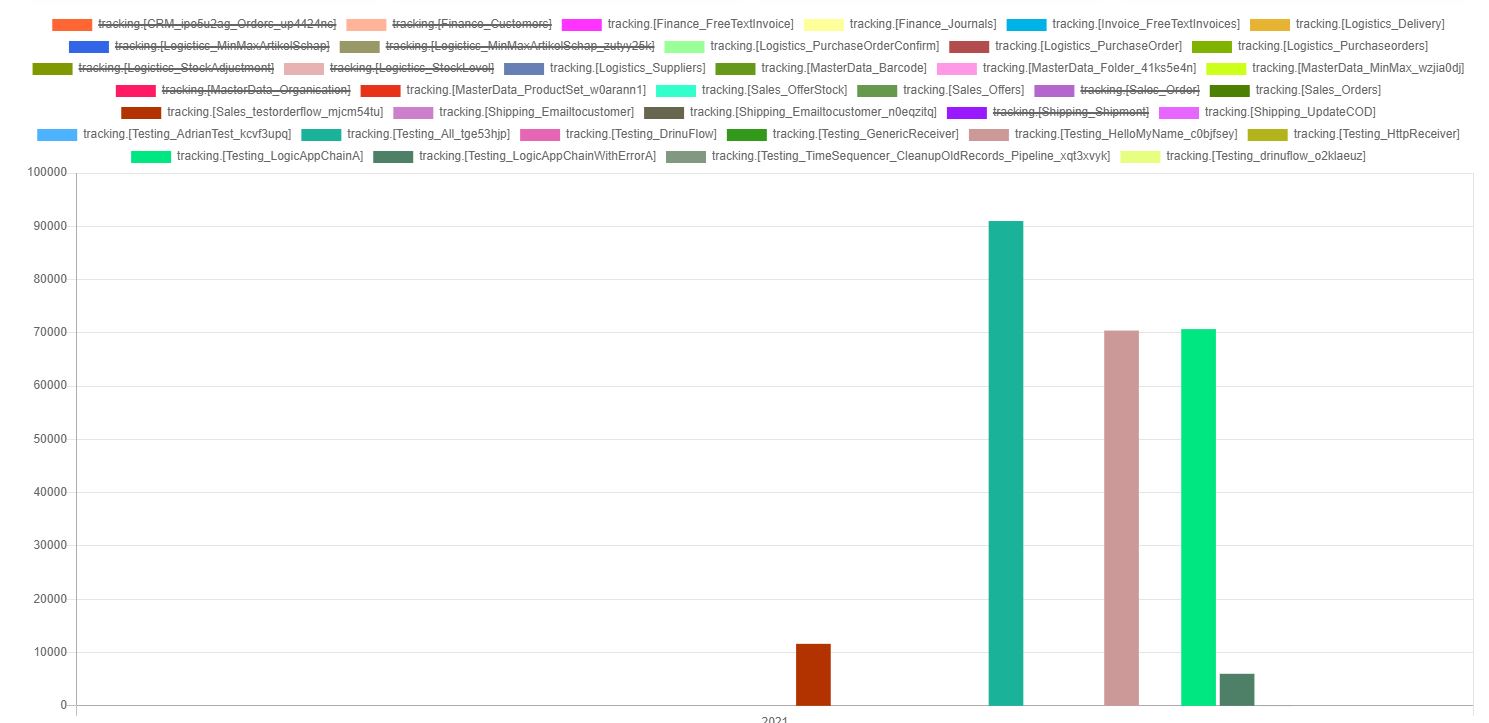 tracking.[CRM_ipe5u2ag_Orders_up4424nc] tracking.[Finance_Customers] tracking.[Finance_FreeTextInvoice] tracking.[Finance_Journals] tracking.[Invoice_FreeTextInvoices] tracking.[Logistics_Delivery]
tracking.[Logistics_MinMaxArtikelSchap] tracking.[Logistics_MinMaxArtikelSchap_zutyy25k] tracking.[Logistics_PurchaseOrderConfirm] tracking.[Logistics_PurchaseOrder] tracking.[Logistics_Purchaseorders]
tracking.[Logistics_StockAdjustment] tracking.[Logistics_StockLevel] tracking.[Logistics_Suppliers] tracking.[MasterData_Barcode] tracking.[MasterData_Folder_41ks5e4n] tracking.[MasterData_MinMax_wzjia0dj]
tracking.[MasterData_Organisation] tracking.[MasterData_ProductSet_w0arann1] tracking.[Sales_OfferStock] tracking.[Sales_Offers] tracking.[Sales_Order] tracking.[Sales_Orders]
tracking.[Sales_testorderflow_mjcm54tu] tracking.[Shipping_Emailtocustomer] tracking.[Shipping_Emailtocustomer_n0eqzitq] tracking.[Shipping_Shipment] tracking.[Shipping_UpdateCOD]
tracking.[Testing_AdrianTest_kcvf3upq] tracking.[Testing_All_tge53hjp] tracking.[Testing_DrinuFlow] tracking.[Testing_GenericReceiver] tracking.[Testing_HelloMyName_c0bjfsey] tracking.[Testing_HttpReceiver]
tracking.[Testing_LogicAppChainA] tracking.[Testing_LogicAppChainWithErrorA] tracking.[Testing_TimeSequencer_CleanupOldRecords_Pipeline_xqt3xvyk] tracking.[Testing_drinuflow_o2klaeuz]
100000
90000
80000
70000
60000
50000
40000
30000
20000
10000
0
2021